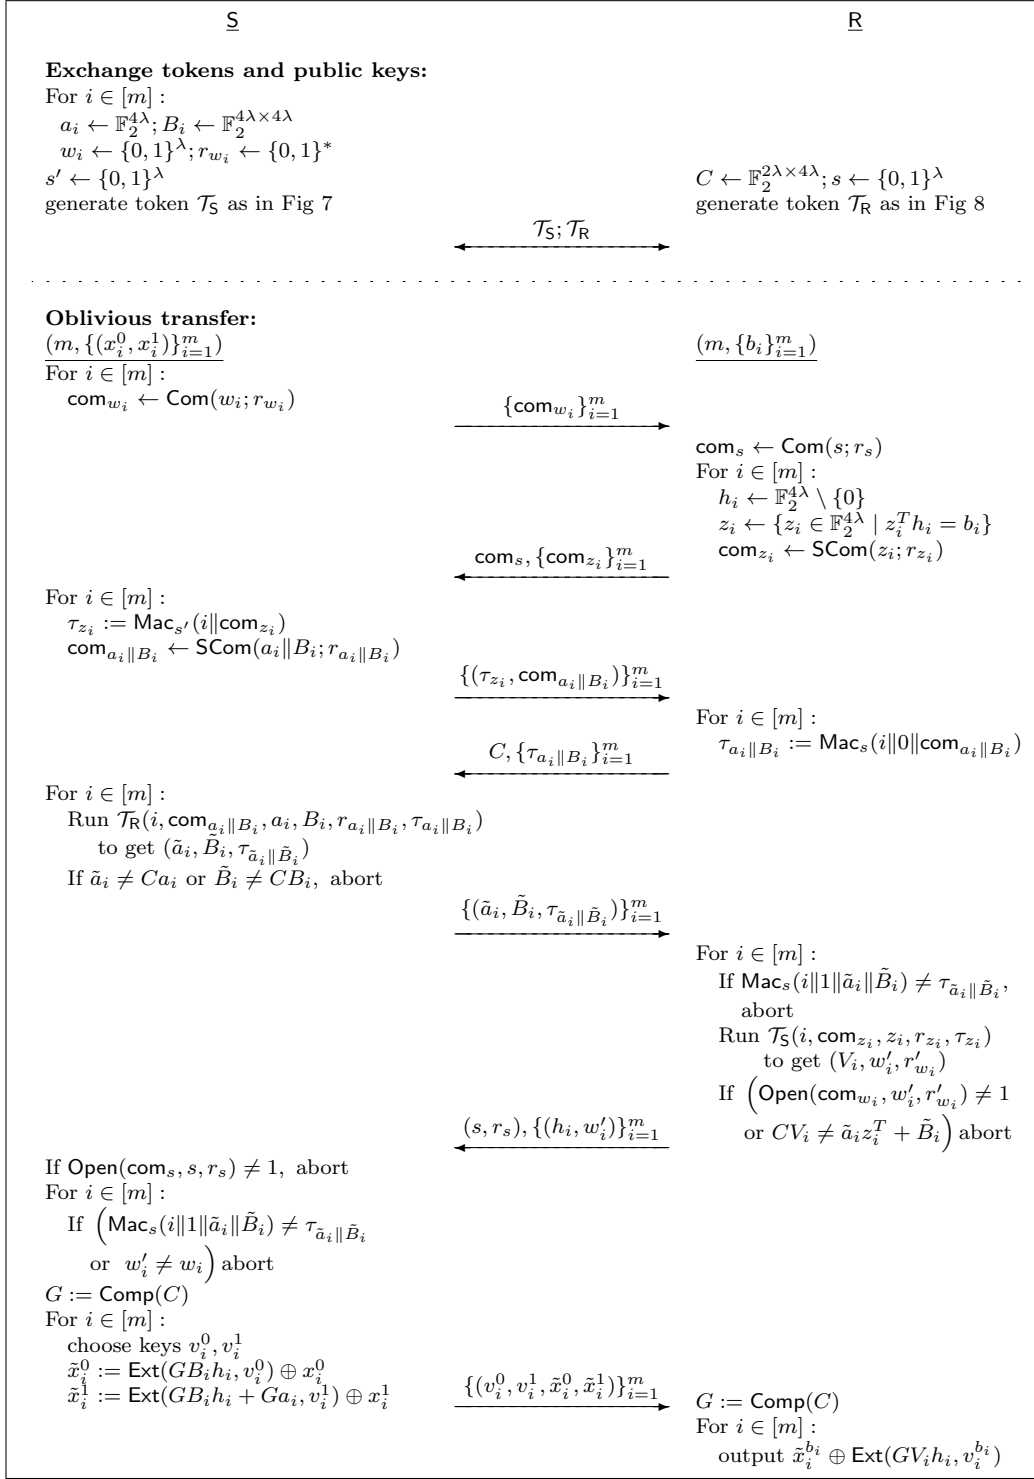 S R
Exchange tokens and public keys:
For i ∈ [m] :
a_i ← 𝔽_2^{4λ}; B_i ← 𝔽_2^{4λ×4λ}
w_i ← {0, 1}^λ; r_{w_i} ← {0, 1}^*
s′ ← {0, 1}^λ C ← 𝔽_2^{2λ×4λ}; s ← {0, 1}^λ
generate token 𝒯_S as in Fig 7 generate token 𝒯_R as in Fig 8
𝒯_S; 𝒯_R
Oblivious transfer:
(m, {(x_i^0, x_i^1)}_{i=1}^m) (m, {b_i}_{i=1}^m)
For i ∈ [m] :
com_{w_i} ← Com(w_i; r_{w_i})
{com_{w_i}}_{i=1}^m
com_s ← Com(s; r_s)
For i ∈ [m] :
h_i ← 𝔽_2^{4λ} \ {0}
z_i ← {z_i ∈ 𝔽_2^{4λ} | z_i^T h_i = b_i}
com_{z_i} ← SCom(z_i; r_{z_i})
com_s, {com_{z_i}}_{i=1}^m
For i ∈ [m] :
τ_{z_i} := Mac_{s′}(i‖com_{z_i})
com_{a_i‖B_i} ← SCom(a_i‖B_i; r_{a_i‖B_i})
{(τ_{z_i}, com_{a_i‖B_i})}_{i=1}^m
For i ∈ [m] :
τ_{a_i‖B_i} := Mac_s(i‖0‖com_{a_i‖B_i})
C, {τ_{a_i‖B_i}}_{i=1}^m
For i ∈ [m] :
Run 𝒯_R(i, com_{a_i‖B_i}, a_i, B_i, r_{a_i‖B_i}, τ_{a_i‖B_i})
to get (ã_i, B̃_i, τ_{ã_i‖B̃_i})
If ã_i ≠ Ca_i or B̃_i ≠ CB_i, abort
{(ã_i, B̃_i, τ_{ã_i‖B̃_i})}_{i=1}^m
For i ∈ [m] :
If Mac_s(i‖1‖ã_i‖B̃_i) ≠ τ_{ã_i‖B̃_i},
abort
Run 𝒯_S(i, com_{z_i}, z_i, r_{z_i}, τ_{z_i})
to get (V_i, w′_i, r′_{w_i})
If (Open(com_{w_i}, w′_i, r′_{w_i}) ≠ 1
or CV_i ≠ ã_i z_i^T + B̃_i) abort
(s, r_s), {(h_i, w′_i)}_{i=1}^m
If Open(com_s, s, r_s) ≠ 1, abort
For i ∈ [m] :
If (Mac_s(i‖1‖ã_i‖B̃_i) ≠ τ_{ã_i‖B̃_i}
or w′_i ≠ w_i) abort
G := Comp(C)
For i ∈ [m] :
choose keys v_i^0, v_i^1
x̃_i^0 := Ext(GB_i h_i, v_i^0) ⊕ x_i^0
x̃_i^1 := Ext(GB_i h_i + Ga_i, v_i^1) ⊕ x_i^1
{(v_i^0, v_i^1, x̃_i^0, x̃_i^1)}_{i=1}^m
G := Comp(C)
For i ∈ [m] :
output x̃_i^{b_i} ⊕ Ext(GV_i h_i, v_i^{b_i})